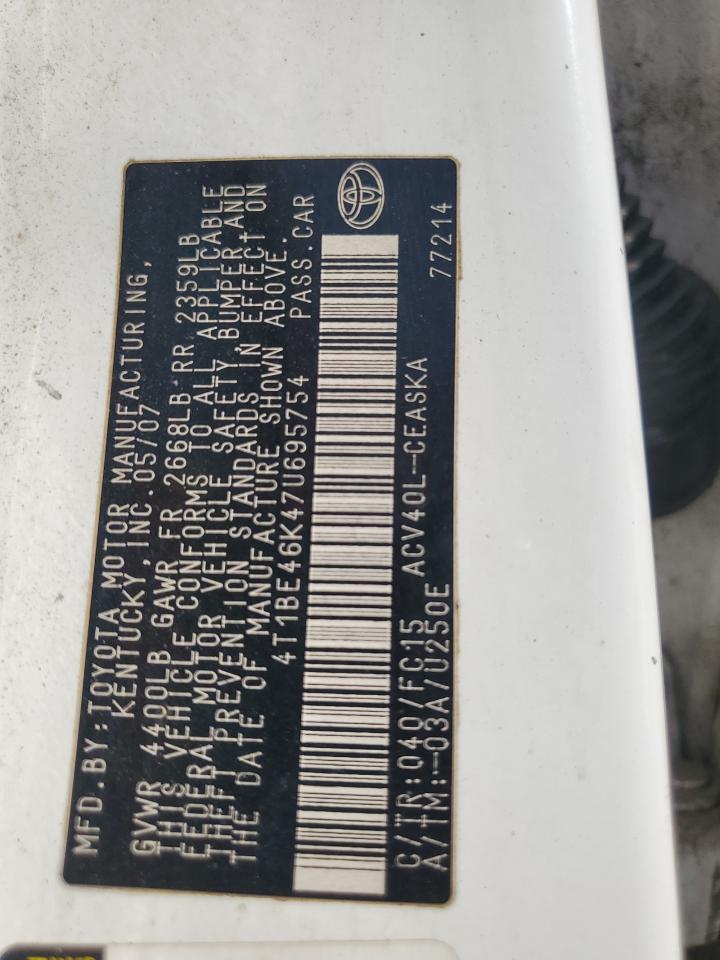 MFD.BY:TOYOTA MOTOR MANUFACTURING,
KENTUCKY,INC.05/07
GVWR 4400LB GAWR FR 2668LB RR 2359LB
THIS VEHICLE CONFORMS TO ALL APPLICABLE
FEDERAL MOTOR VEHICLE SAFETY,BUMPER AND
THEFT PREVENTION STANDARDS IN EFFECT ON
THE DATE OF MANUFACTURE SHOWN ABOVE.
4T1BE46K47U695754 PASS.CAR
C/TR:040/FC15 ACV40L-CEASKA 77214
A/TM:-03A/U250E